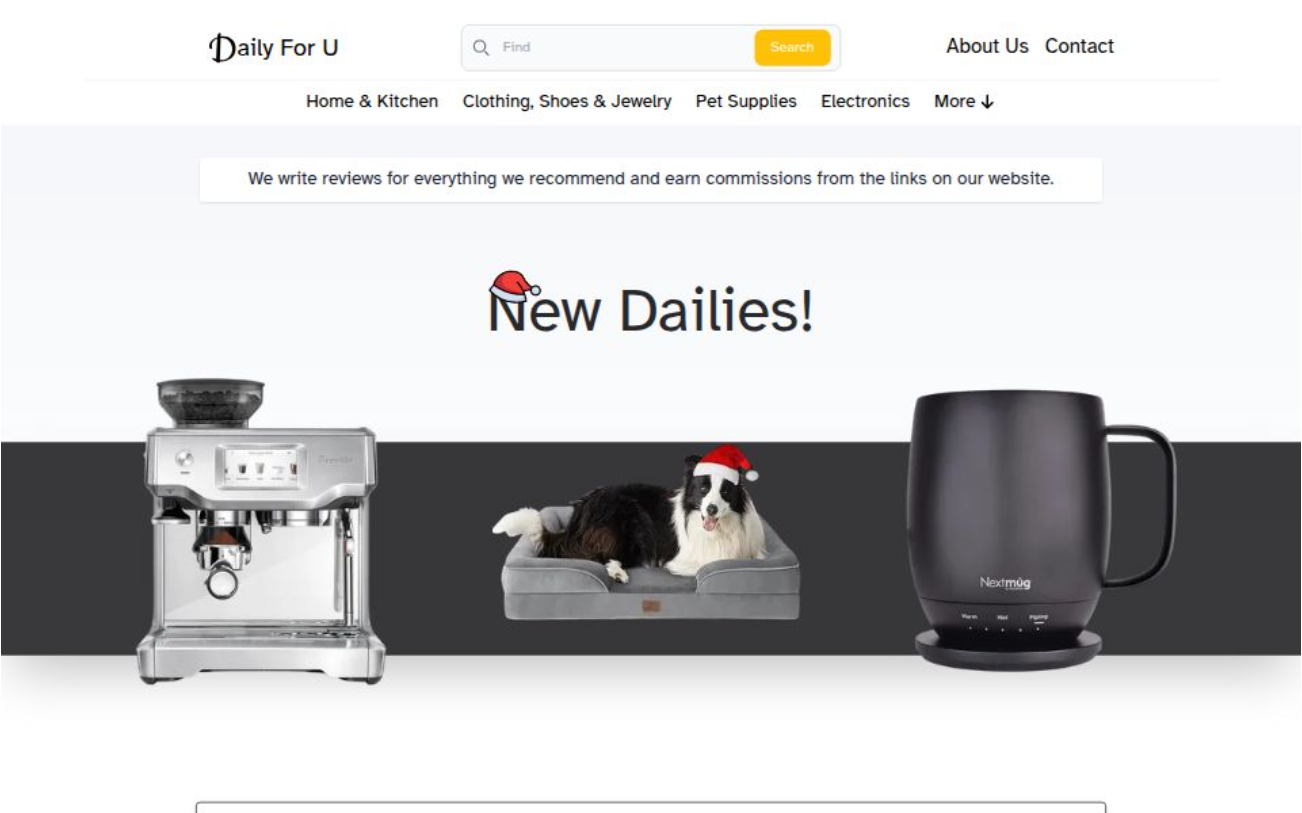 Daily For U
Find
Search
About Us Contact
Home & Kitchen Clothing, Shoes & Jewelry Pet Supplies Electronics More ↓
We write reviews for everything we recommend and earn commissions from the links on our website.
New Dailies!
Nextmüg
Warm Hot Piping